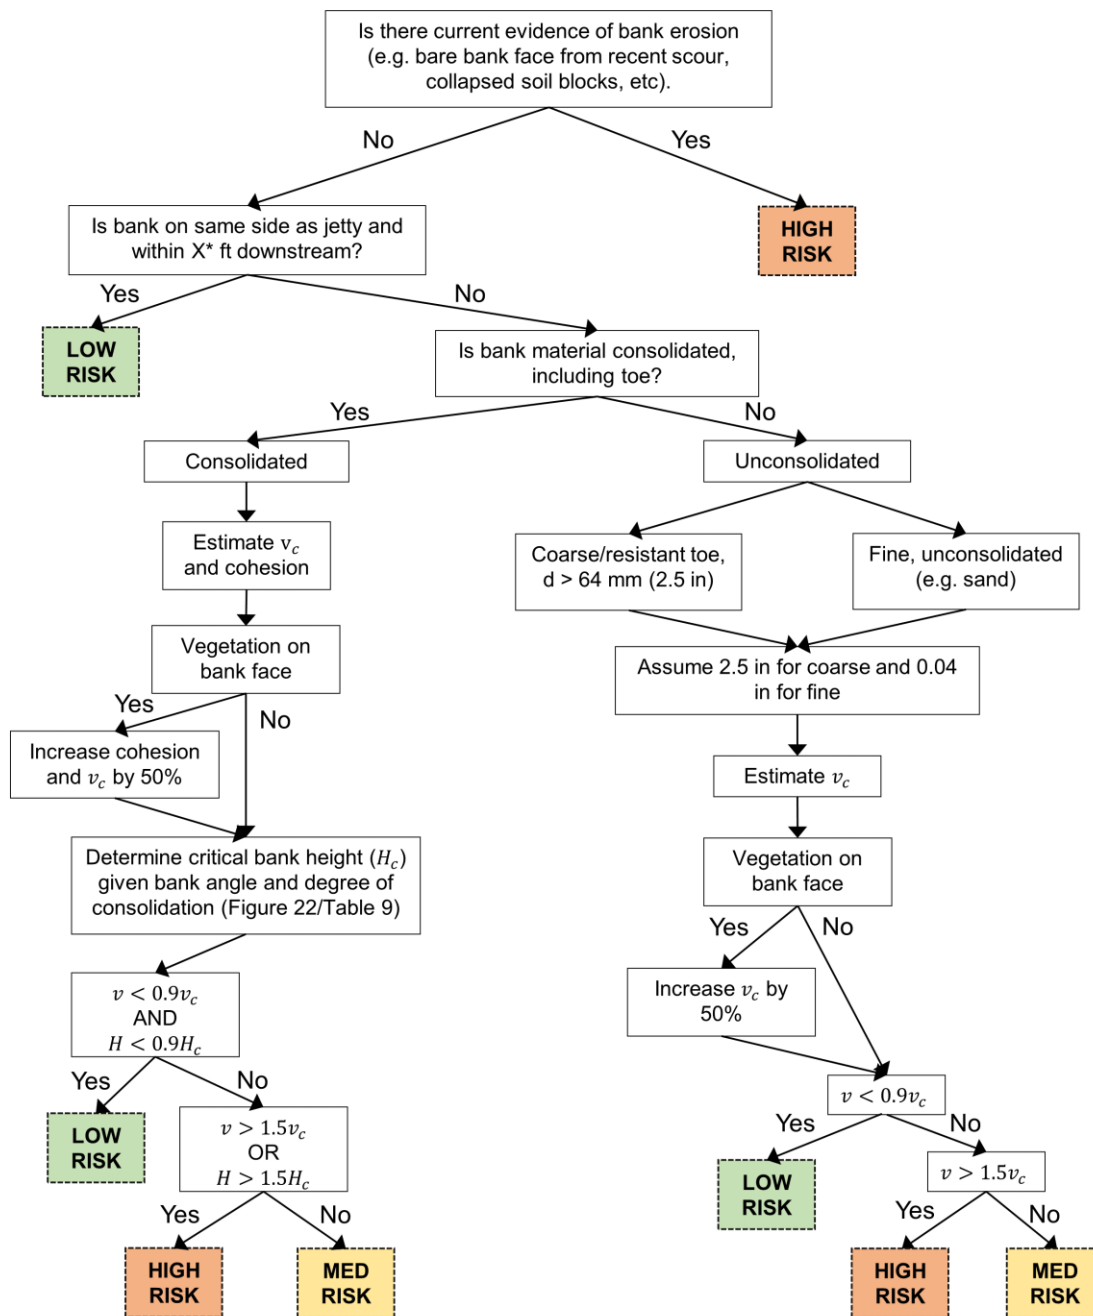 Is there current evidence of bank erosion
(e.g. bare bank face from recent scour,
collapsed soil blocks, etc).
No
Yes
Is bank on same side as jetty and
within X* ft downstream?
HIGH
RISK
Yes
No
LOW
RISK
Is bank material consolidated,
including toe?
Yes
No
Consolidated
Unconsolidated
Estimate v_c
and cohesion
Coarse/resistant toe,
d > 64 mm (2.5 in)
Fine, unconsolidated
(e.g. sand)
Vegetation on
bank face
Assume 2.5 in for coarse and 0.04
in for fine
Yes
No
Increase cohesion
and v_c by 50%
Estimate v_c
Determine critical bank height (H_c)
given bank angle and degree of
consolidation (Figure 22/Table 9)
Vegetation on
bank face
Yes
No
v < 0.9v_c
AND
H < 0.9H_c
Increase v_c by
50%
Yes
No
v < 0.9v_c
Yes
No
LOW
RISK
v > 1.5v_c
OR
H > 1.5H_c
LOW
RISK
v > 1.5v_c
Yes
No
Yes
No
HIGH
RISK
MED
RISK
HIGH
RISK
MED
RISK